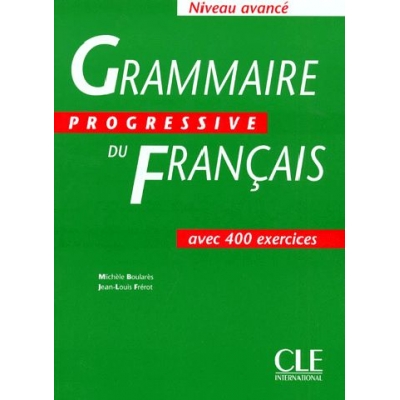 Niveau avancé
GRAMMAIRE
PROGRESSIVE
DU FRANÇAIS
avec 400 exercices
Michèle Boularès
Jean-Louis Frérot
CLE
INTERNATIONAL